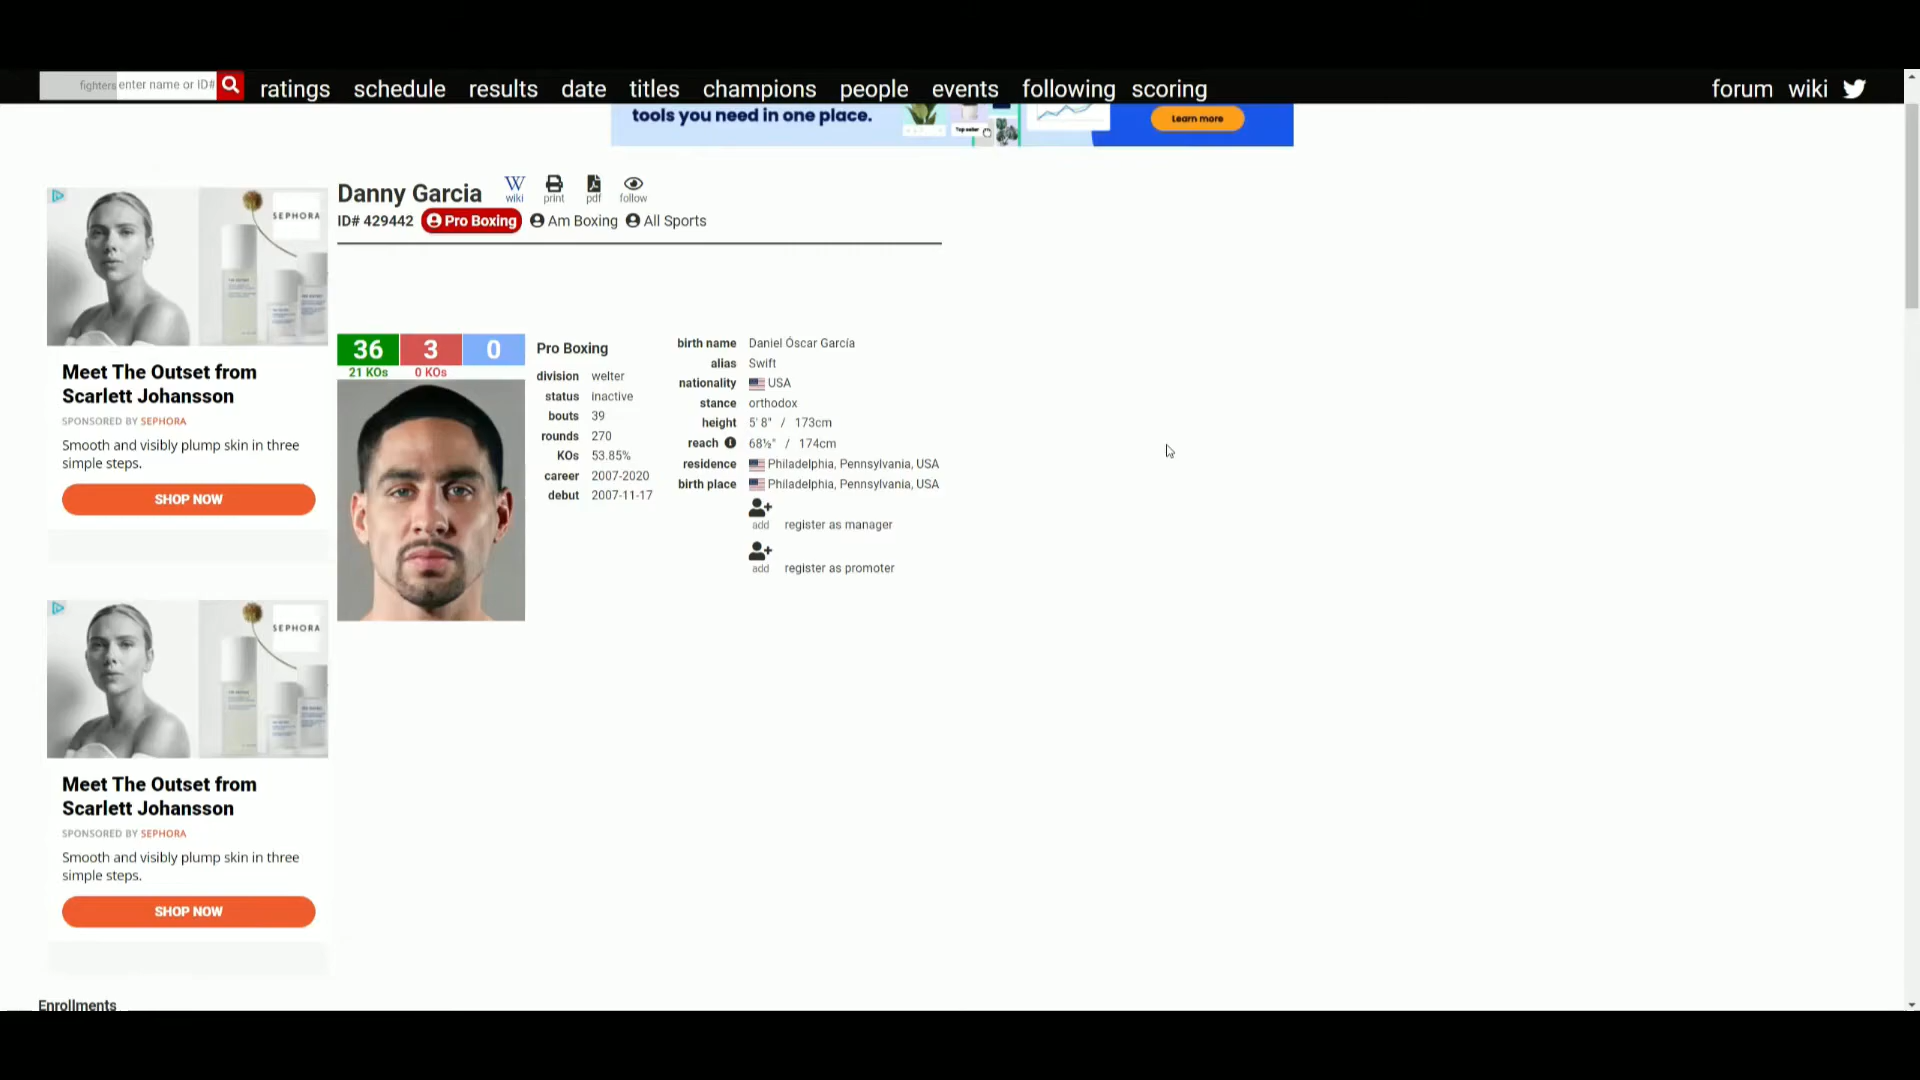 fighters enter name or ID# ratings schedule results date titles champions people events following scoring forum wiki
tools you need in one place. Top seller Learn more
Danny Garcia wiki print pdf follow
ID# 429442 Pro Boxing Am Boxing All Sports
SEPHORA
Meet The Outset from
Scarlett Johansson
SPONSORED BY SEPHORA
Smooth and visibly plump skin in three
simple steps.
SHOP NOW
36 3 0
21 KOs 0 KOs
Pro Boxing
division welter
status inactive
bouts 39
rounds 270
KOs 53.85%
career 2007-2020
debut 2007-11-17
birth name Daniel Óscar García
alias Swift
nationality USA
stance orthodox
height 5' 8" / 173cm
reach 68½" / 174cm
residence Philadelphia, Pennsylvania, USA
birth place Philadelphia, Pennsylvania, USA
add register as manager
add register as promoter
SEPHORA
Meet The Outset from
Scarlett Johansson
SPONSORED BY SEPHORA
Smooth and visibly plump skin in three
simple steps.
SHOP NOW
Enrollments